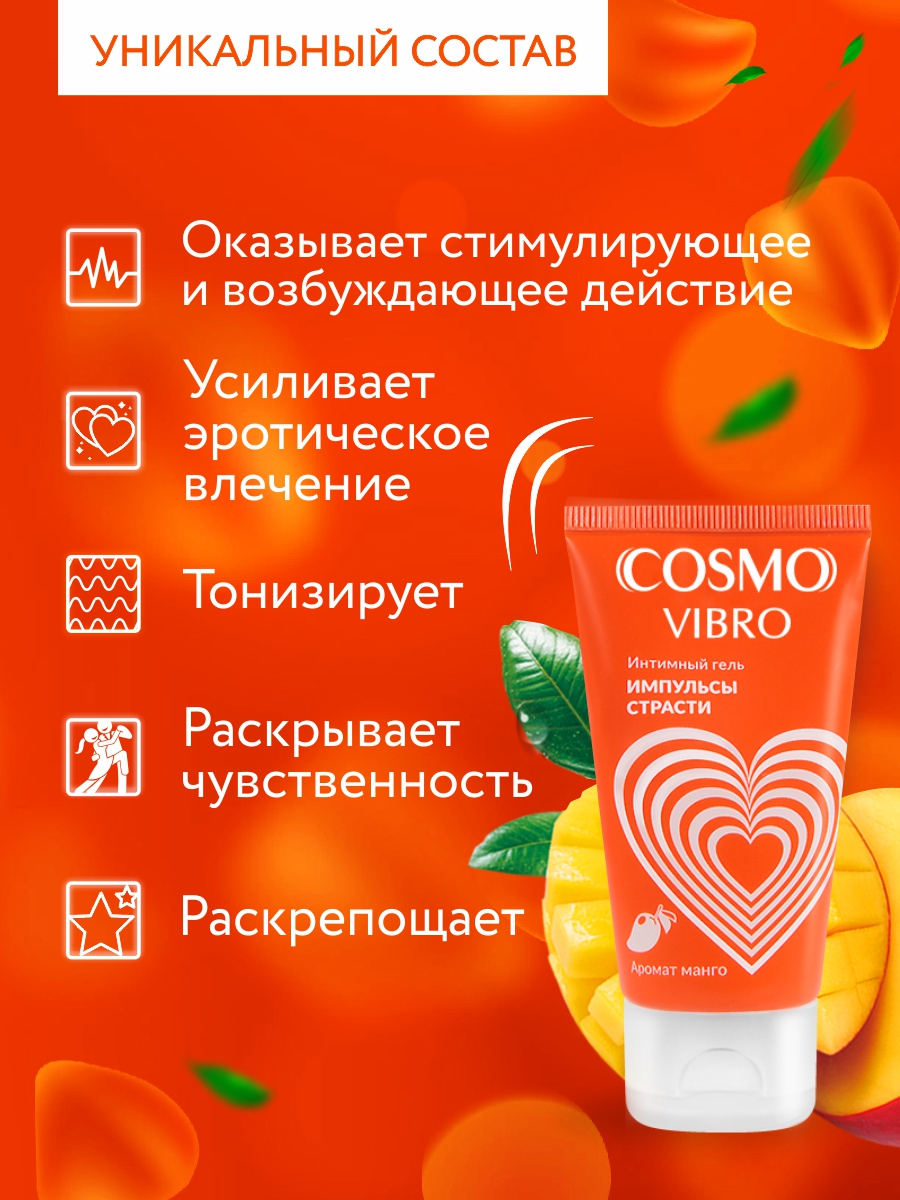 УНИКАЛЬНЫЙ СОСТАВ
Оказывает стимулирующее
и возбуждающее действие
Усиливает
эротическое
влечение
Тонизирует
Раскрывает
чувственность
Раскрепощает
COSMO
VIBRO
Интимный гель
ИМПУЛЬСЫ
СТРАСТИ
Аромат манго